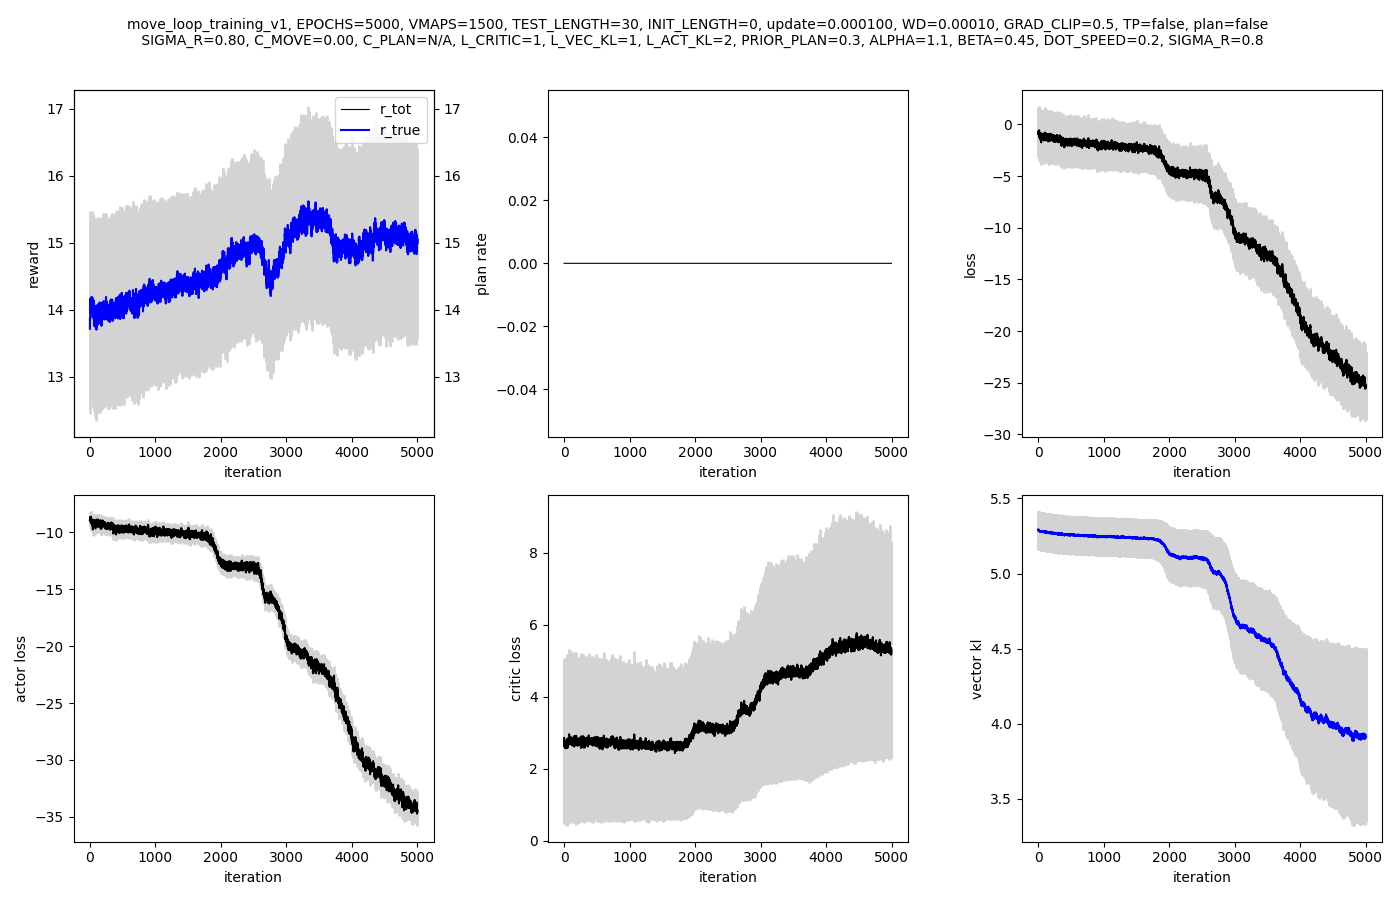 move_loop_training_v1, EPOCHS=5000, VMAPS=1500, TEST_LENGTH=30, INIT_LENGTH=0, update=0.000100, WD=0.00010, GRAD_CLIP=0.5, TP=false, plan=false
SIGMA_R=0.80, C_MOVE=0.00, C_PLAN=N/A, L_CRITIC=1, L_VEC_KL=1, L_ACT_KL=2, PRIOR_PLAN=0.3, ALPHA=1.1, BETA=0.45, DOT_SPEED=0.2, SIGMA_R=0.8
reward
17
16
15
14
13
r_tot
r_true
17
16
15
14
13
0 1000 2000 3000 4000 5000
iteration
plan rate
0.04
0.02
0.00
−0.02
−0.04
0 1000 2000 3000 4000 5000
iteration
loss
0
−5
−10
−15
−20
−25
−30
0 1000 2000 3000 4000 5000
iteration
actor loss
−10
−15
−20
−25
−30
−35
0 1000 2000 3000 4000 5000
iteration
critic loss
8
6
4
2
0
0 1000 2000 3000 4000 5000
iteration
vector kl
5.5
5.0
4.5
4.0
3.5
0 1000 2000 3000 4000 5000
iteration